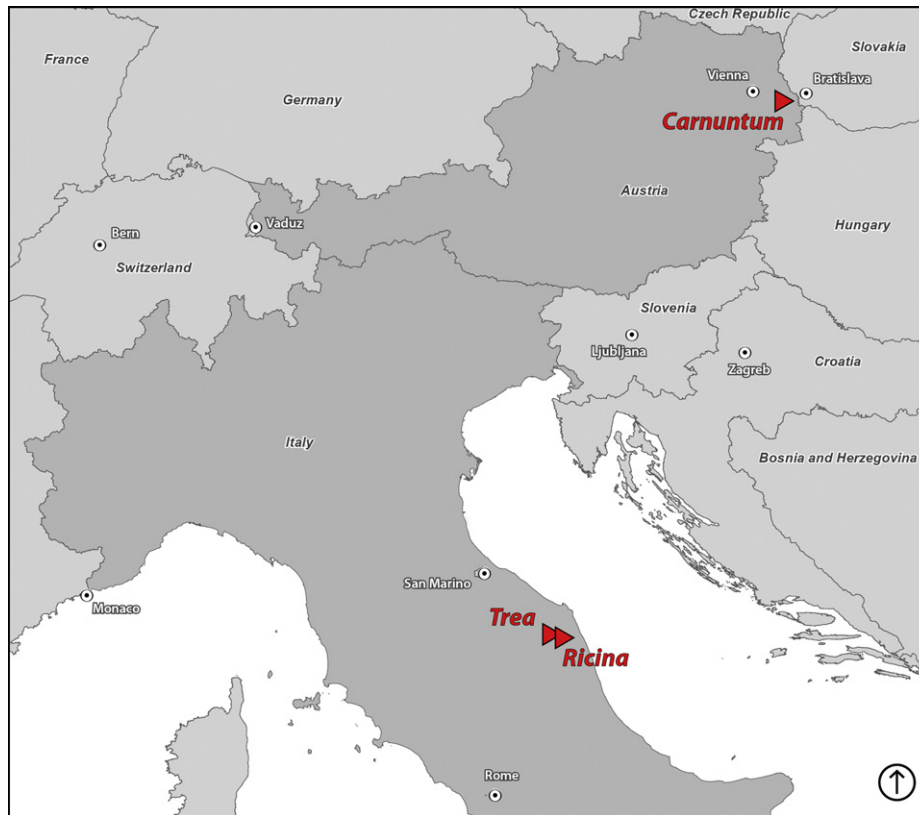 Czech Republic
Slovakia
France
Vienna
Bratislava
Germany
Carnuntum
Austria
Vaduz
Bern
Hungary
Switzerland
Slovenia
Ljubljana
Zagreb
Croatia
Italy
Bosnia and Herzegovina
San Marino
Monaco
Trea
Ricina
Rome